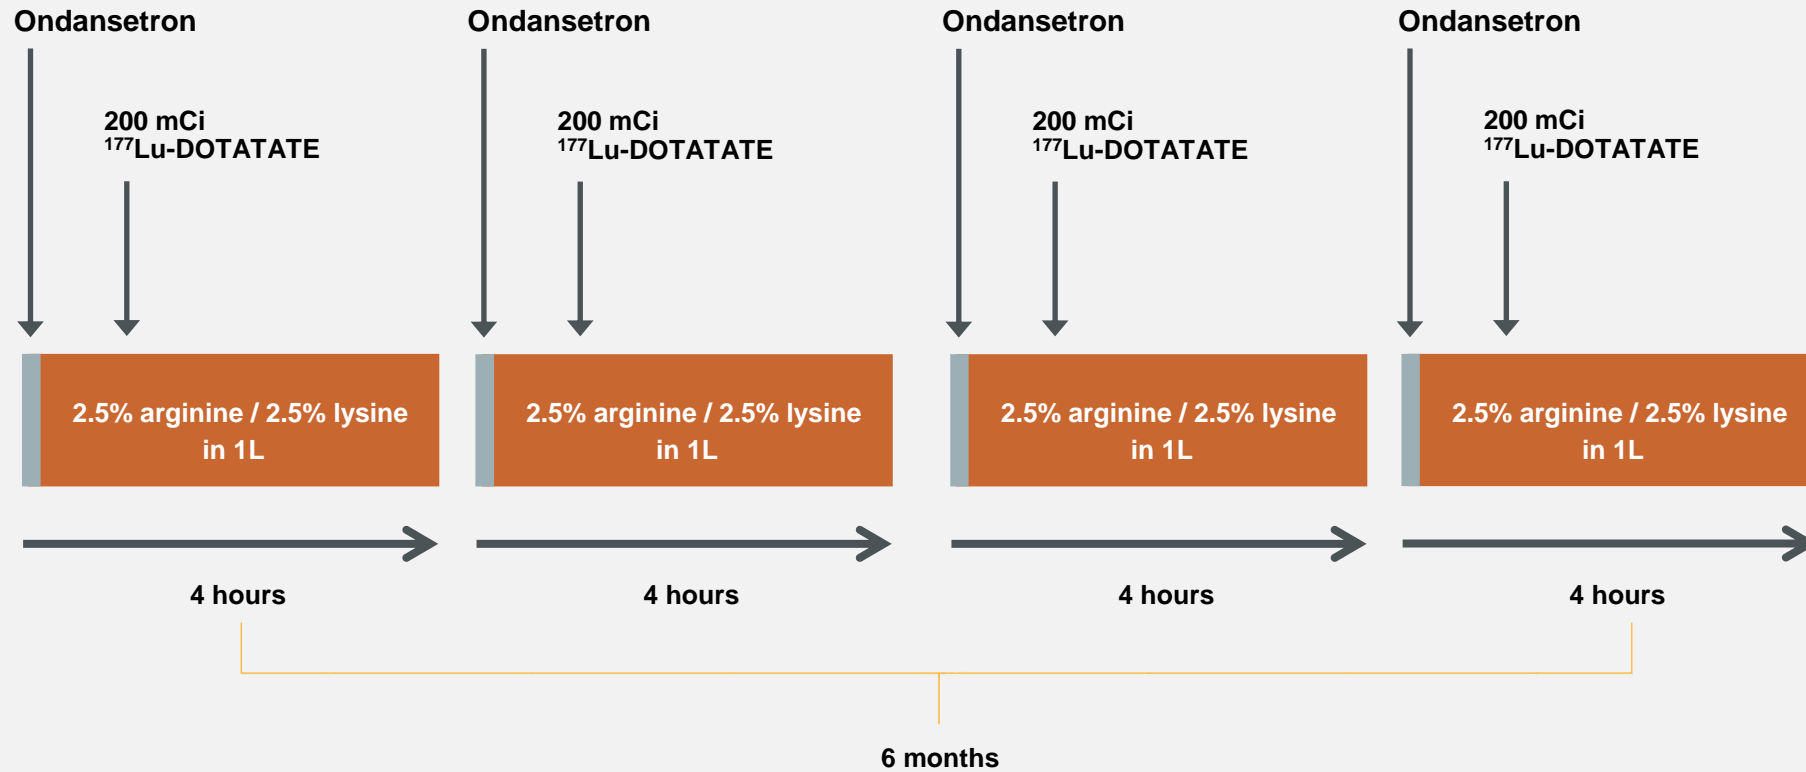 Ondansetron
Ondansetron
Ondansetron
Ondansetron
200 mCi
¹⁷⁷Lu-DOTATATE
200 mCi
¹⁷⁷Lu-DOTATATE
200 mCi
¹⁷⁷Lu-DOTATATE
200 mCi
¹⁷⁷Lu-DOTATATE
2.5% arginine / 2.5% lysine
in 1L
2.5% arginine / 2.5% lysine
in 1L
2.5% arginine / 2.5% lysine
in 1L
2.5% arginine / 2.5% lysine
in 1L
4 hours
4 hours
4 hours
4 hours
6 months